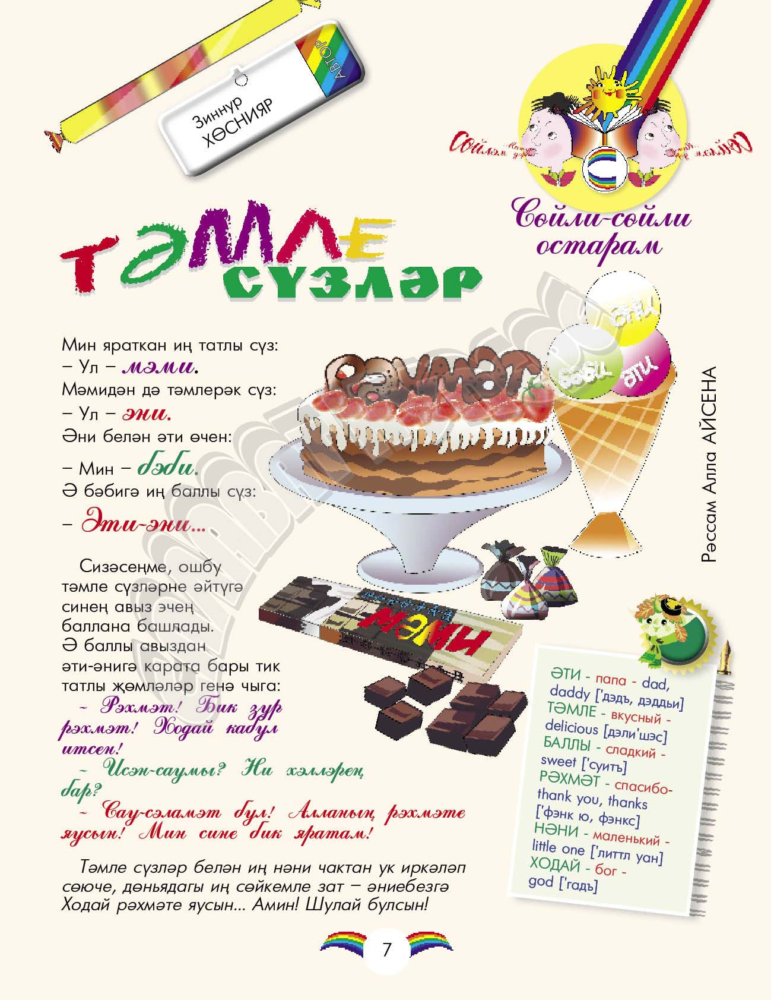 АВТОР
Зиннур
ХӨСНИЯР
Сөйли-сөйли
остарам
ТӘМЛЕ
СҮЗЛӘР
Мин яраткан иң татлы сүз:
– Ул – мәми.
Мәмидән дә тәмлерәк сүз:
– Ул – әни.
Әни белән әти өчен:
– Мин – бәби.
Ә бәбигә иң баллы сүз:
– Әти-әни...
Сизәсеңме, ошбу
тәмле сүзләрне әйтүгә
синең авыз эчең
баллана башлады.
Ә баллы авыздан
әти-әнигә карата бары тик
татлы җөмләләр генә чыга:
- Рәхмәт! Бик зур
рәхмәт! Ходай кабул
итсен!
- Исән-саумы? Ни хәлләрең
бар?
- Сау-сәламәт бул! Алланың рәхмәте
яусын! Мин сине бик яратам!
Тәмле сүзләр белән иң нәни чактан ук иркәләп
сөюче, дөньядагы иң сөйкемле зат – әниебезгә
Ходай рәхмәте яусын... Амин! Шулай булсын!
Рәхмәт
әни
бәби
әти
МӘМИ
Рәссам Алла АЙСЕНА
ӘТИ - папа - dad,
daddy ['дэдъ, дэддьи]
ТӘМЛЕ - вкусный -
delicious [дэли'шэс]
БАЛЛЫ - сладкий -
sweet ['суитъ]
РӘХМӘТ - спасибо-
thank you, thanks
['фэнк ю, фэнкс]
НӘНИ - маленький -
little one ['литтл уан]
ХОДАЙ - бог -
god ['гадъ]
7